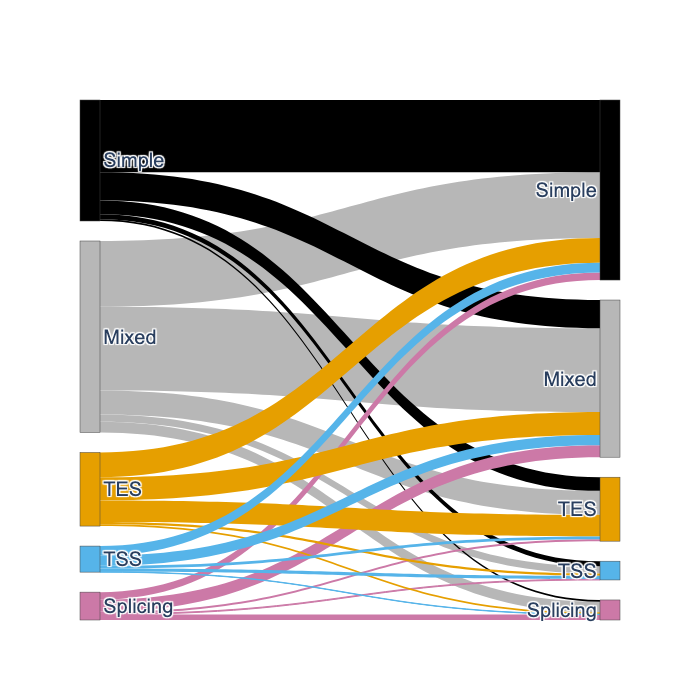 Simple
Mixed
TES
TSS
Splicing
Simple
Mixed
TES
TSS
Splicing